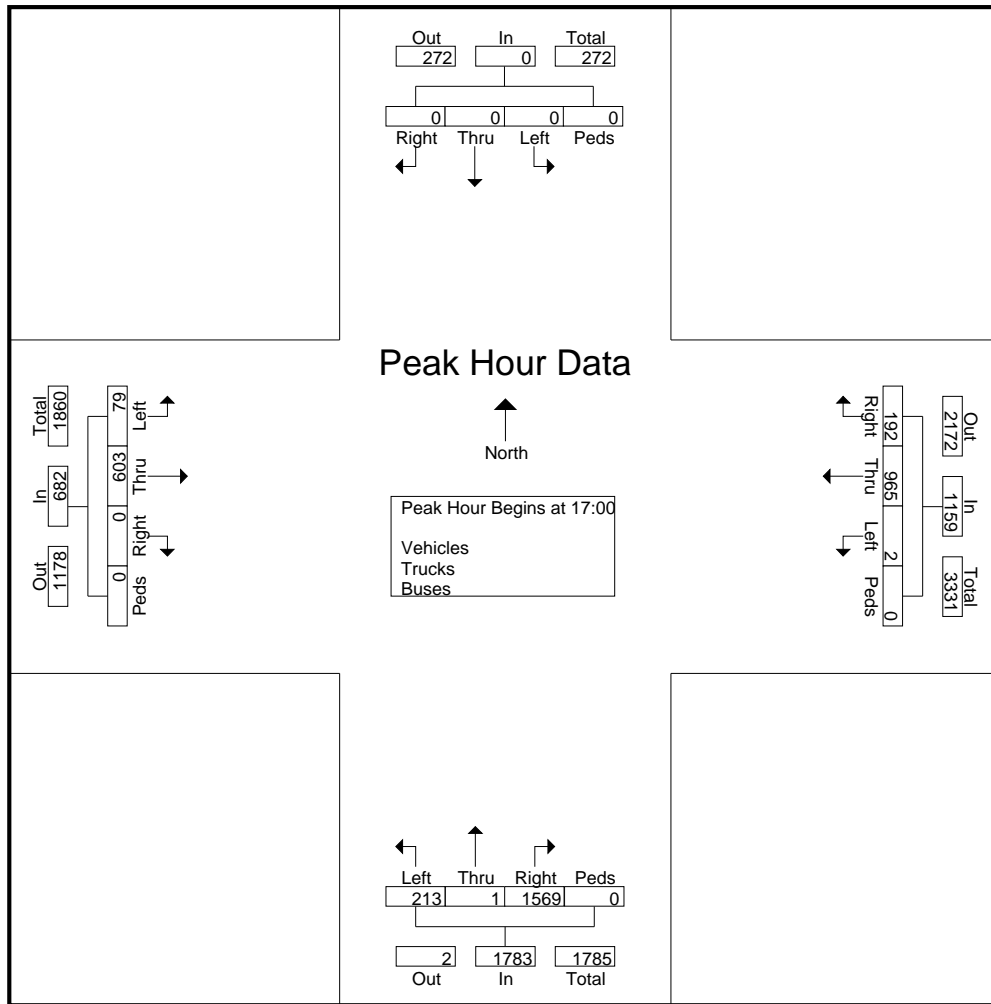 Out In Total
272 0 272
0 0 0 0
Right Thru Left Peds
Peak Hour Data
North
Peak Hour Begins at 17:00
Vehicles
Trucks
Buses
Total In Out
1860 682 1178
79 603 0 0
Left Thru Right Peds
Right Thru Left Peds
192 965 2 0
Out In Total
2172 1159 3331
Left Thru Right Peds
213 1 1569 0
2 1783 1785
Out In Total